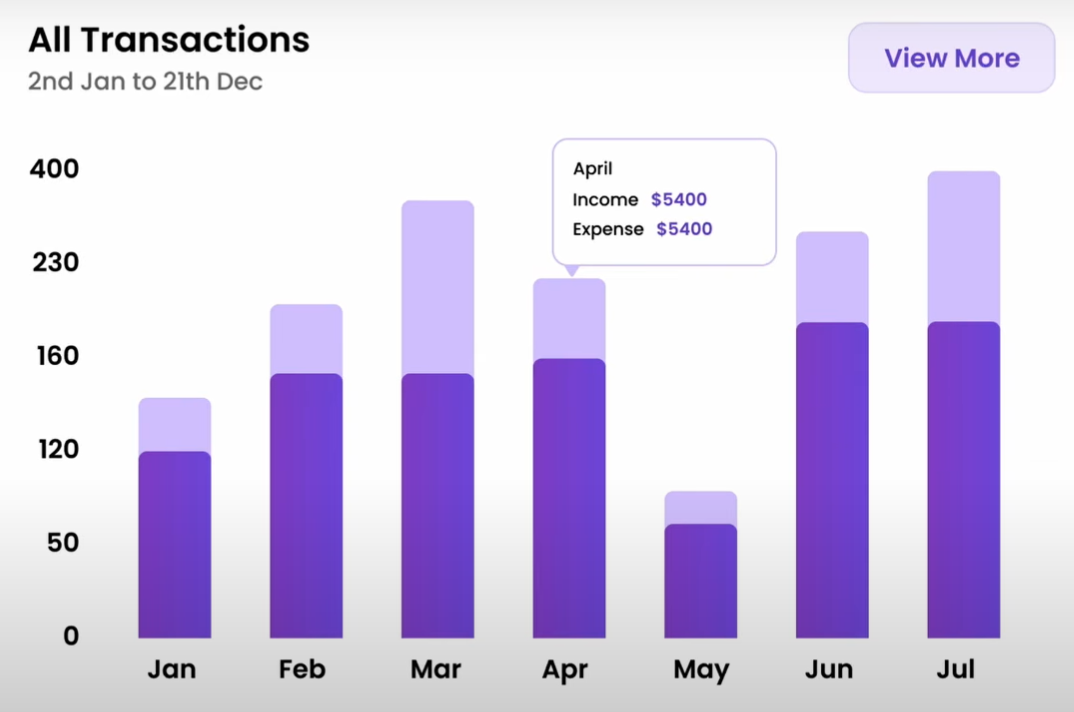 All Transactions
2nd Jan to 21th Dec
View More
400
230
160
120
50
0
April
Income $5400
Expense $5400
Jan Feb Mar Apr May Jun Jul